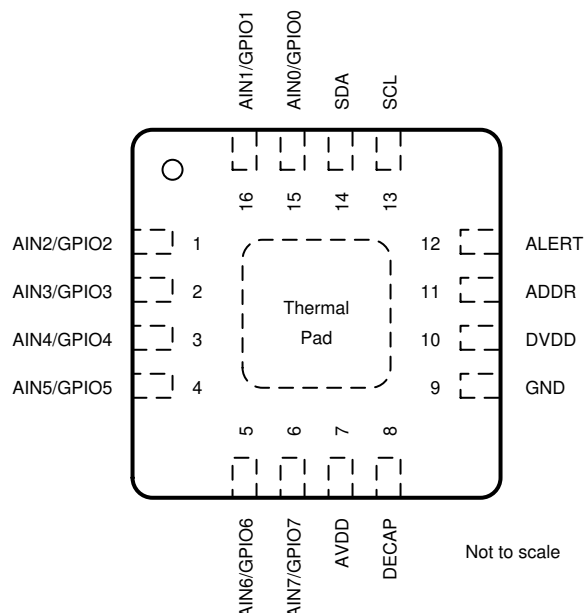 AIN1/GPIO1
AIN0/GPIO0
SDA
SCL
16
15
14
13
AIN2/GPIO2
1
12
ALERT
AIN3/GPIO3
2
11
ADDR
AIN4/GPIO4
3
10
DVDD
AIN5/GPIO5
4
9
GND
Thermal
Pad
5
6
7
8
AIN6/GPIO6
AIN7/GPIO7
AVDD
DECAP
Not to scale